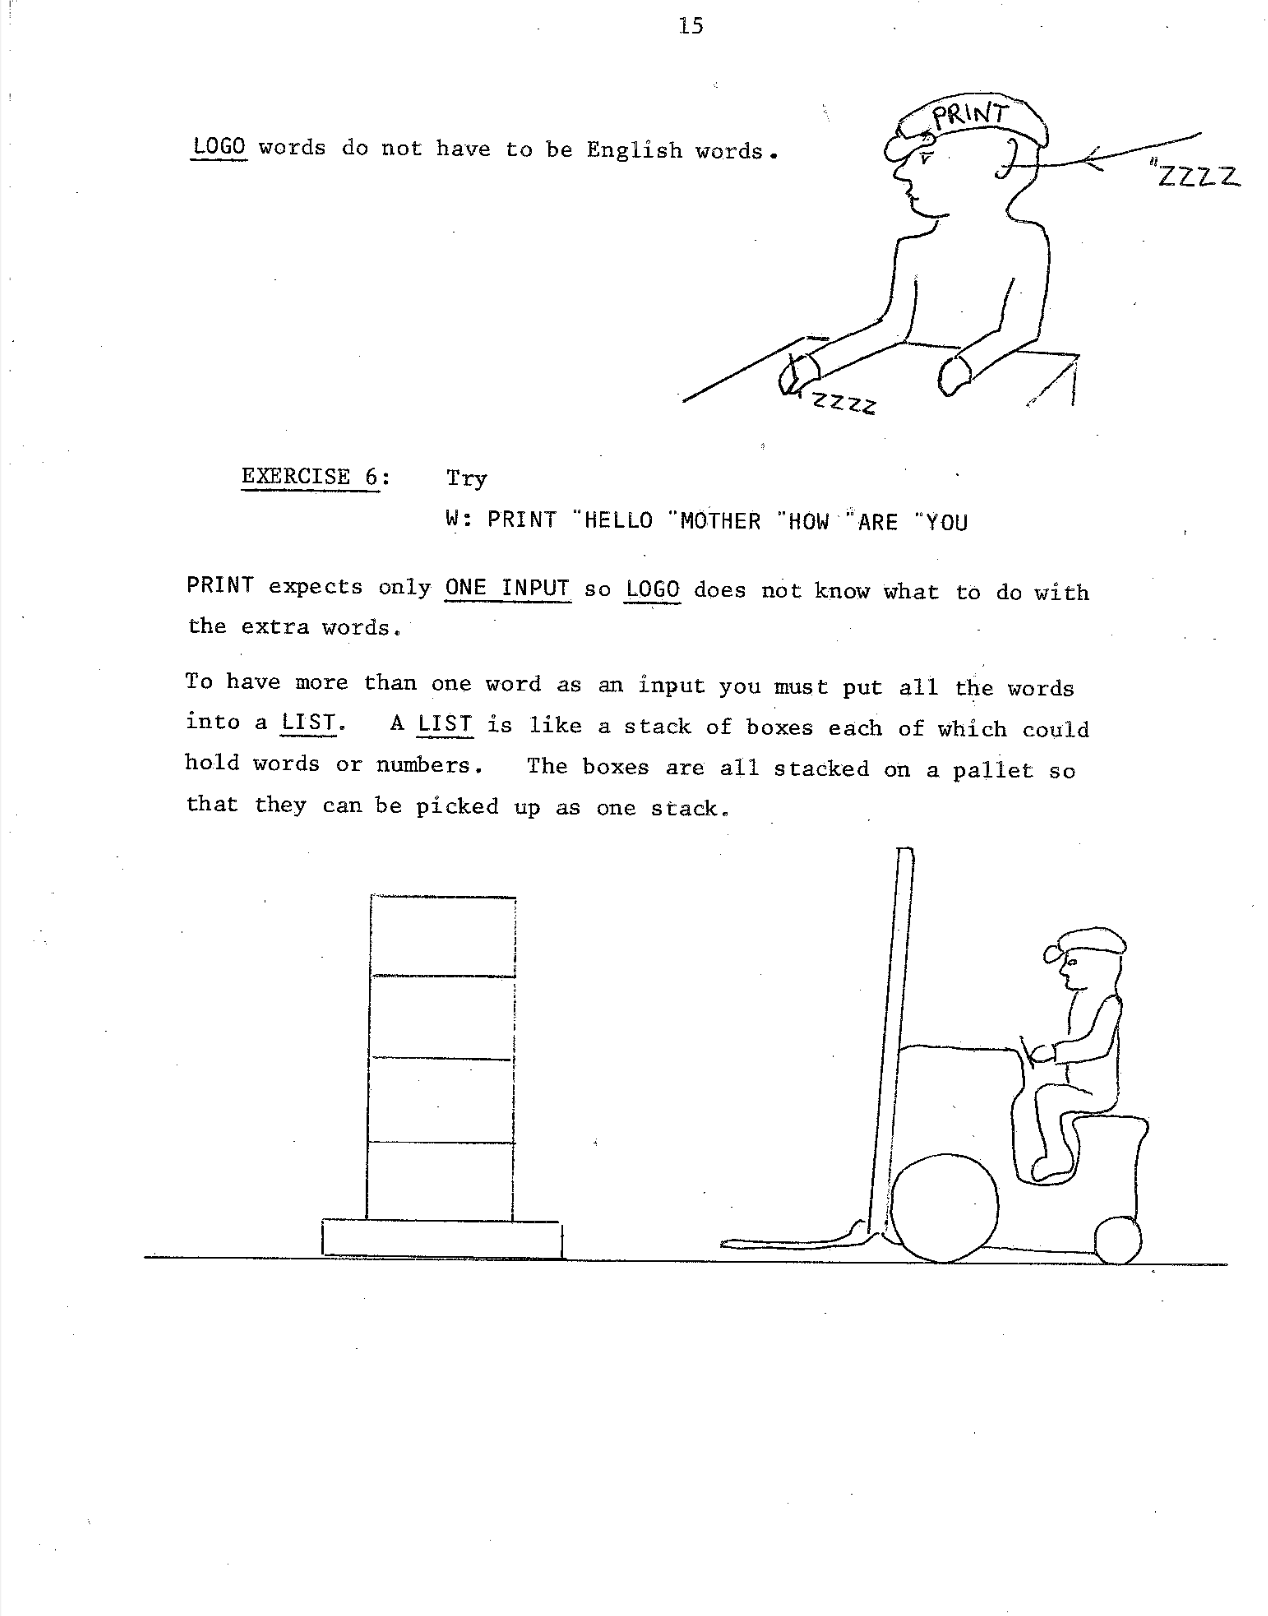 15
PRINT
LOGO words do not have to be English words.
"ZZZZ
ZZZZ
EXERCISE 6: Try
W: PRINT "HELLO "MOTHER "HOW "ARE "YOU
PRINT expects only ONE INPUT so LOGO does not know what to do with
the extra words.
To have more than one word as an input you must put all the words
into a LIST. A LIST is like a stack of boxes each of which could
hold words or numbers. The boxes are all stacked on a pallet so
that they can be picked up as one stack.